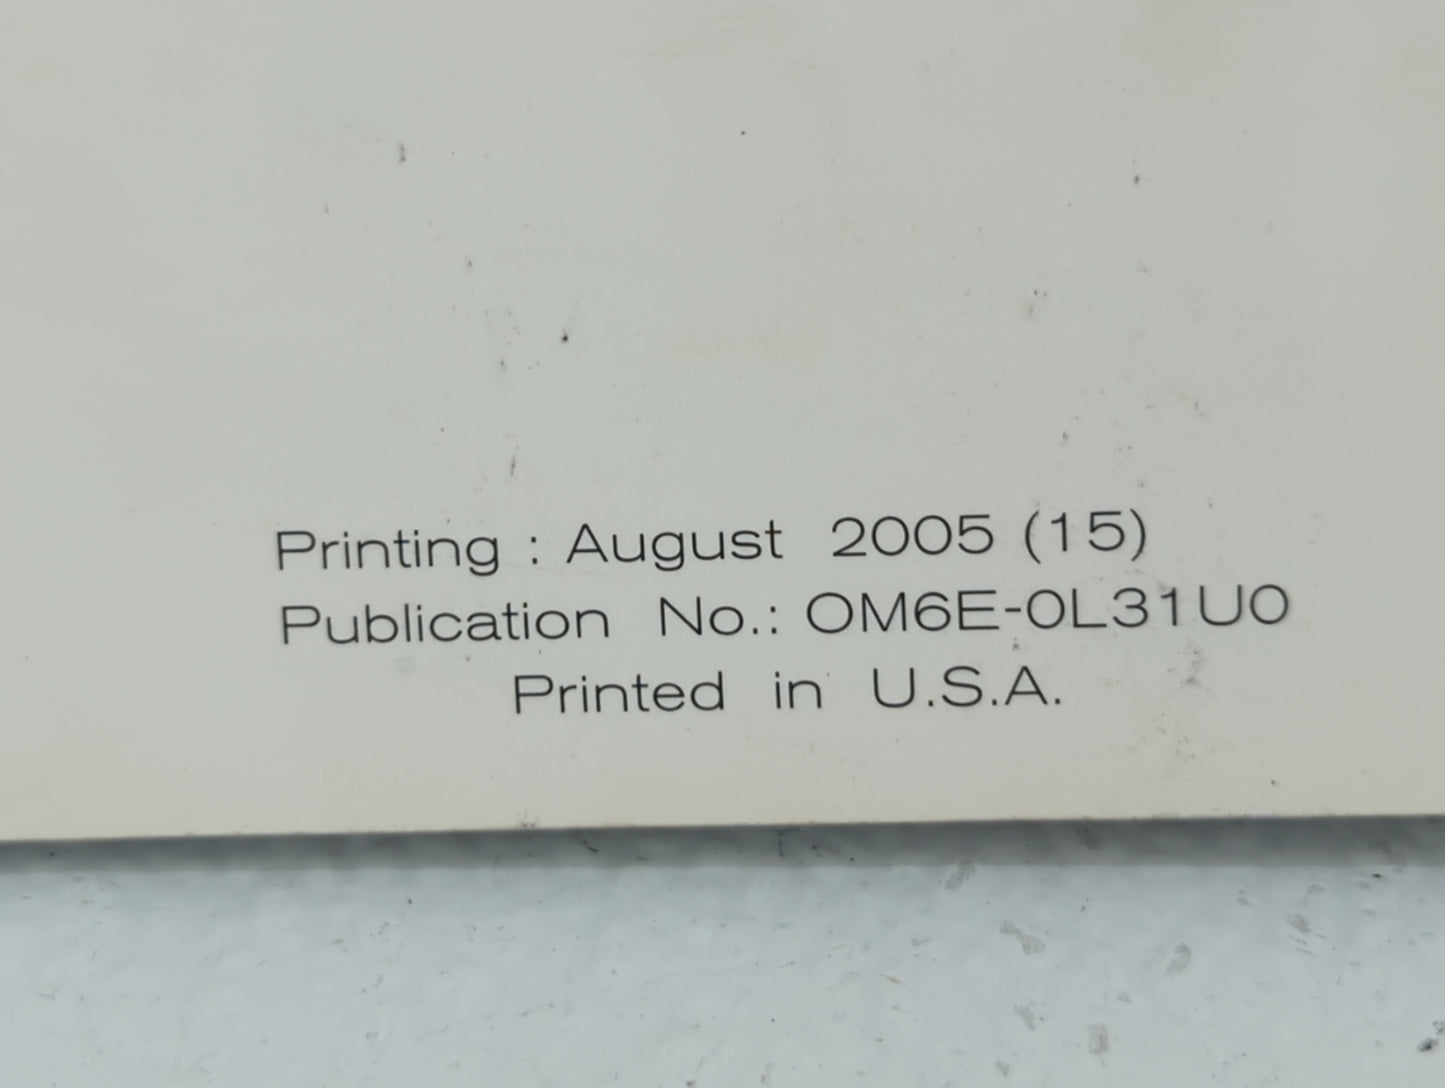 Printing : August 2005 (15)
Publication No.: OM6E-0L31U0
Printed in U.S.A.